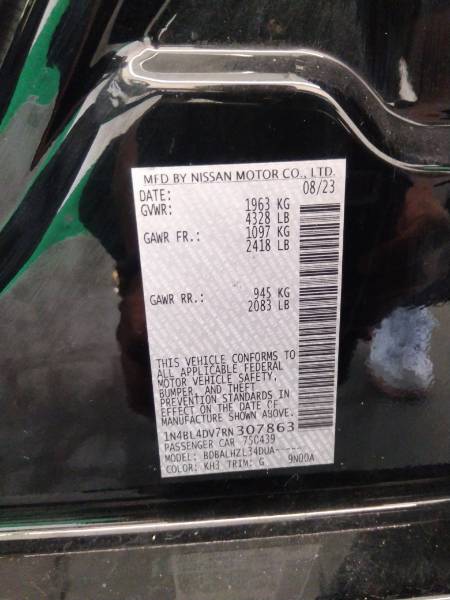 MFD BY NISSAN MOTOR CO., LTD.
DATE: 08/23
GVWR: 1963 KG
4328 LB
GAWR FR.: 1097 KG
2418 LB
GAWR RR.: 945 KG
2083 LB
THIS VEHICLE CONFORMS TO
ALL APPLICABLE FEDERAL
MOTOR VEHICLE SAFETY,
BUMPER, AND THEFT
PREVENTION STANDARDS IN
EFFECT ON THE DATE OF
MANUFACTURE SHOWN ABOVE.
1N4BL4DV7RN307863
PASSENGER CAR 75C439
MODEL: BDBALHZL34DUA-----
COLOR: KH3 TRIM: G 9N00A